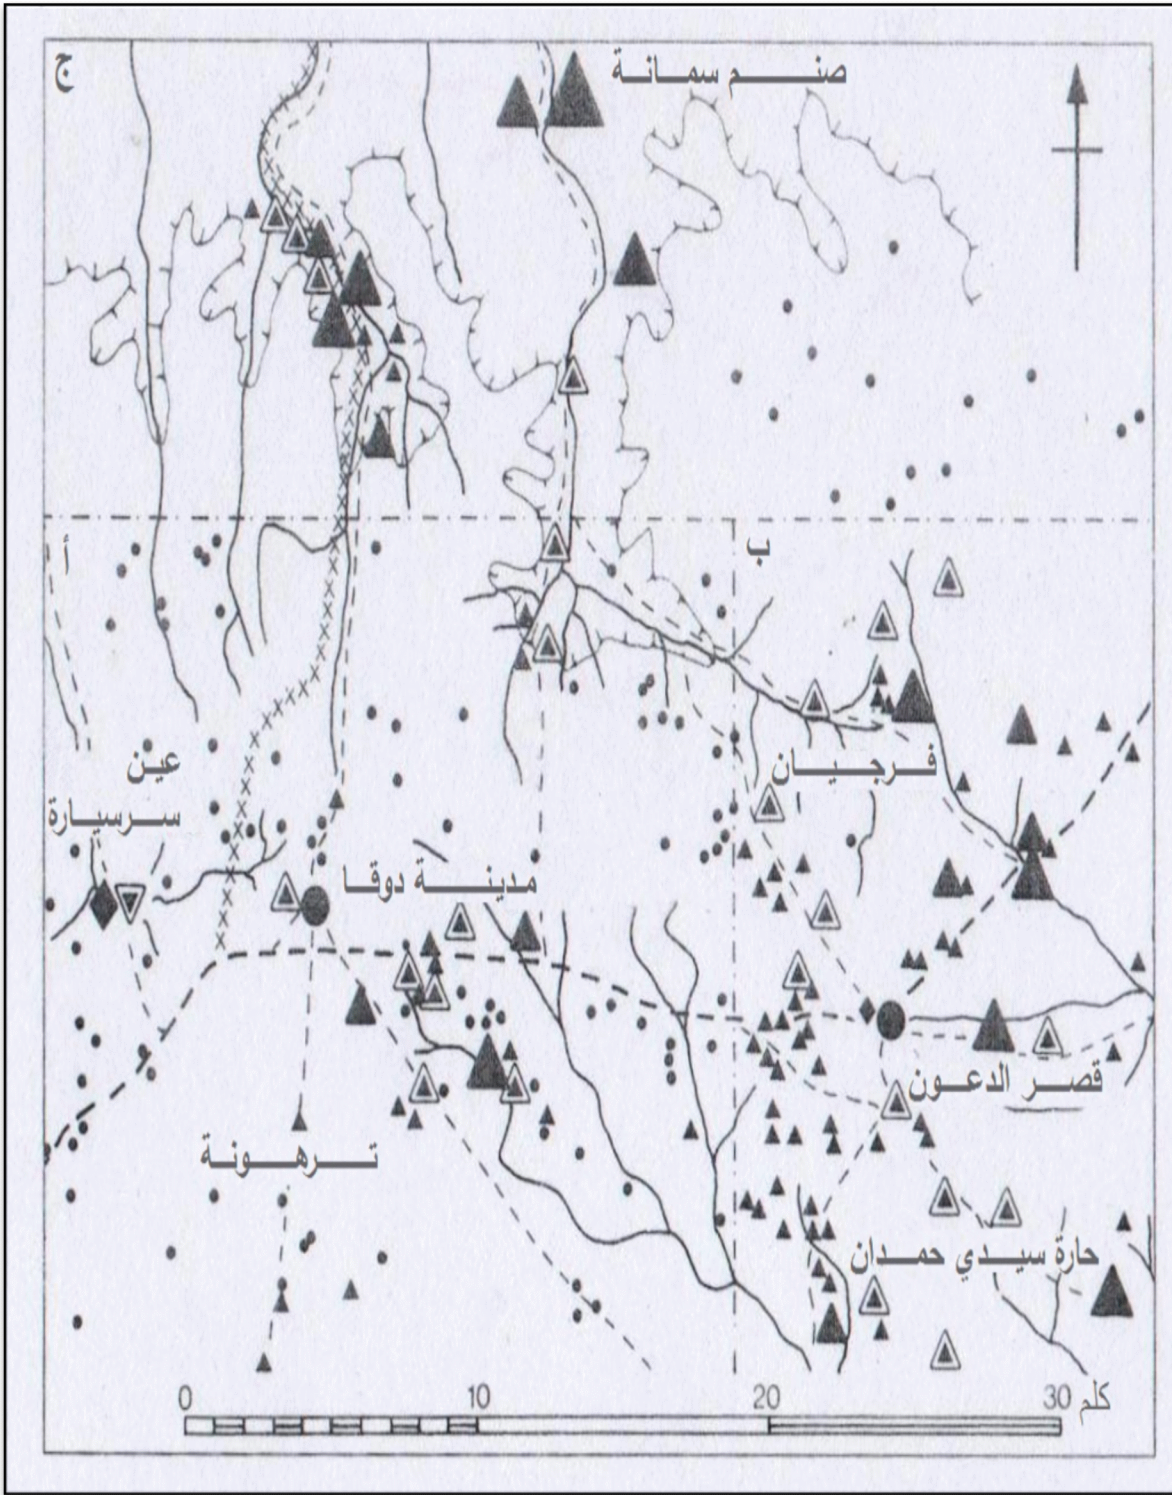 ج
صنم سمانة
أ
ب
عين
سرسيارة
فرجيان
مدينة دوقا
قصر الدعون
ترهونة
حارة سيدي حمدان
0 10 20 30 كلم